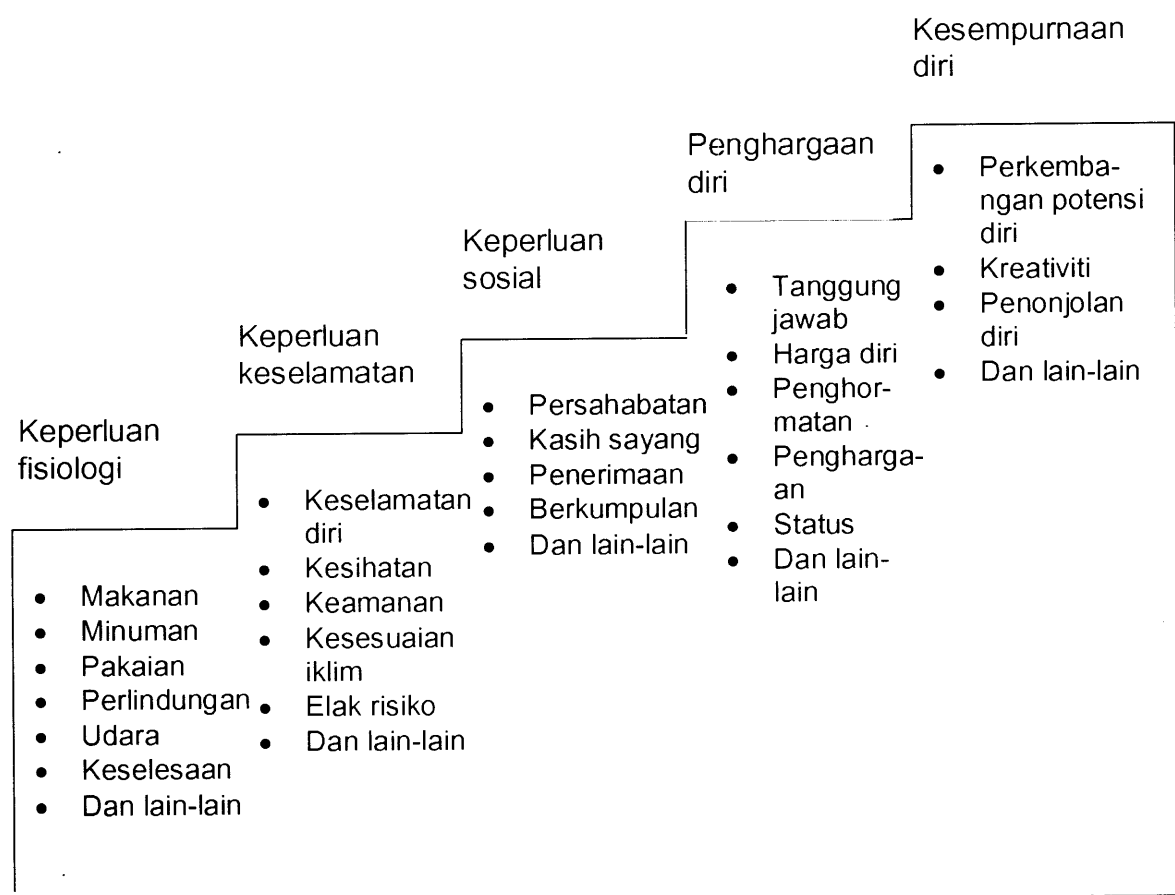 Kesempurnaan
diri
Penghargaan
diri
Keperluan
sosial
Keperluan
keselamatan
Keperluan
fisiologi
• Makanan
• Minuman
• Pakaian
• Perlindungan
• Udara
• Keselesaan
• Dan lain-lain
• Keselamatan
diri
• Kesihatan
• Keamanan
• Kesesuaian
iklim
• Elak risiko
• Dan lain-lain
• Persahabatan
• Kasih sayang
• Penerimaan
• Berkumpulan
• Dan lain-lain
• Tanggung
jawab
• Harga diri
• Penghor-
matan
• Pengharga-
an
• Status
• Dan lain-
lain
• Perkemba-
ngan potensi
diri
• Kreativiti
• Penonjolan
diri
• Dan lain-lain